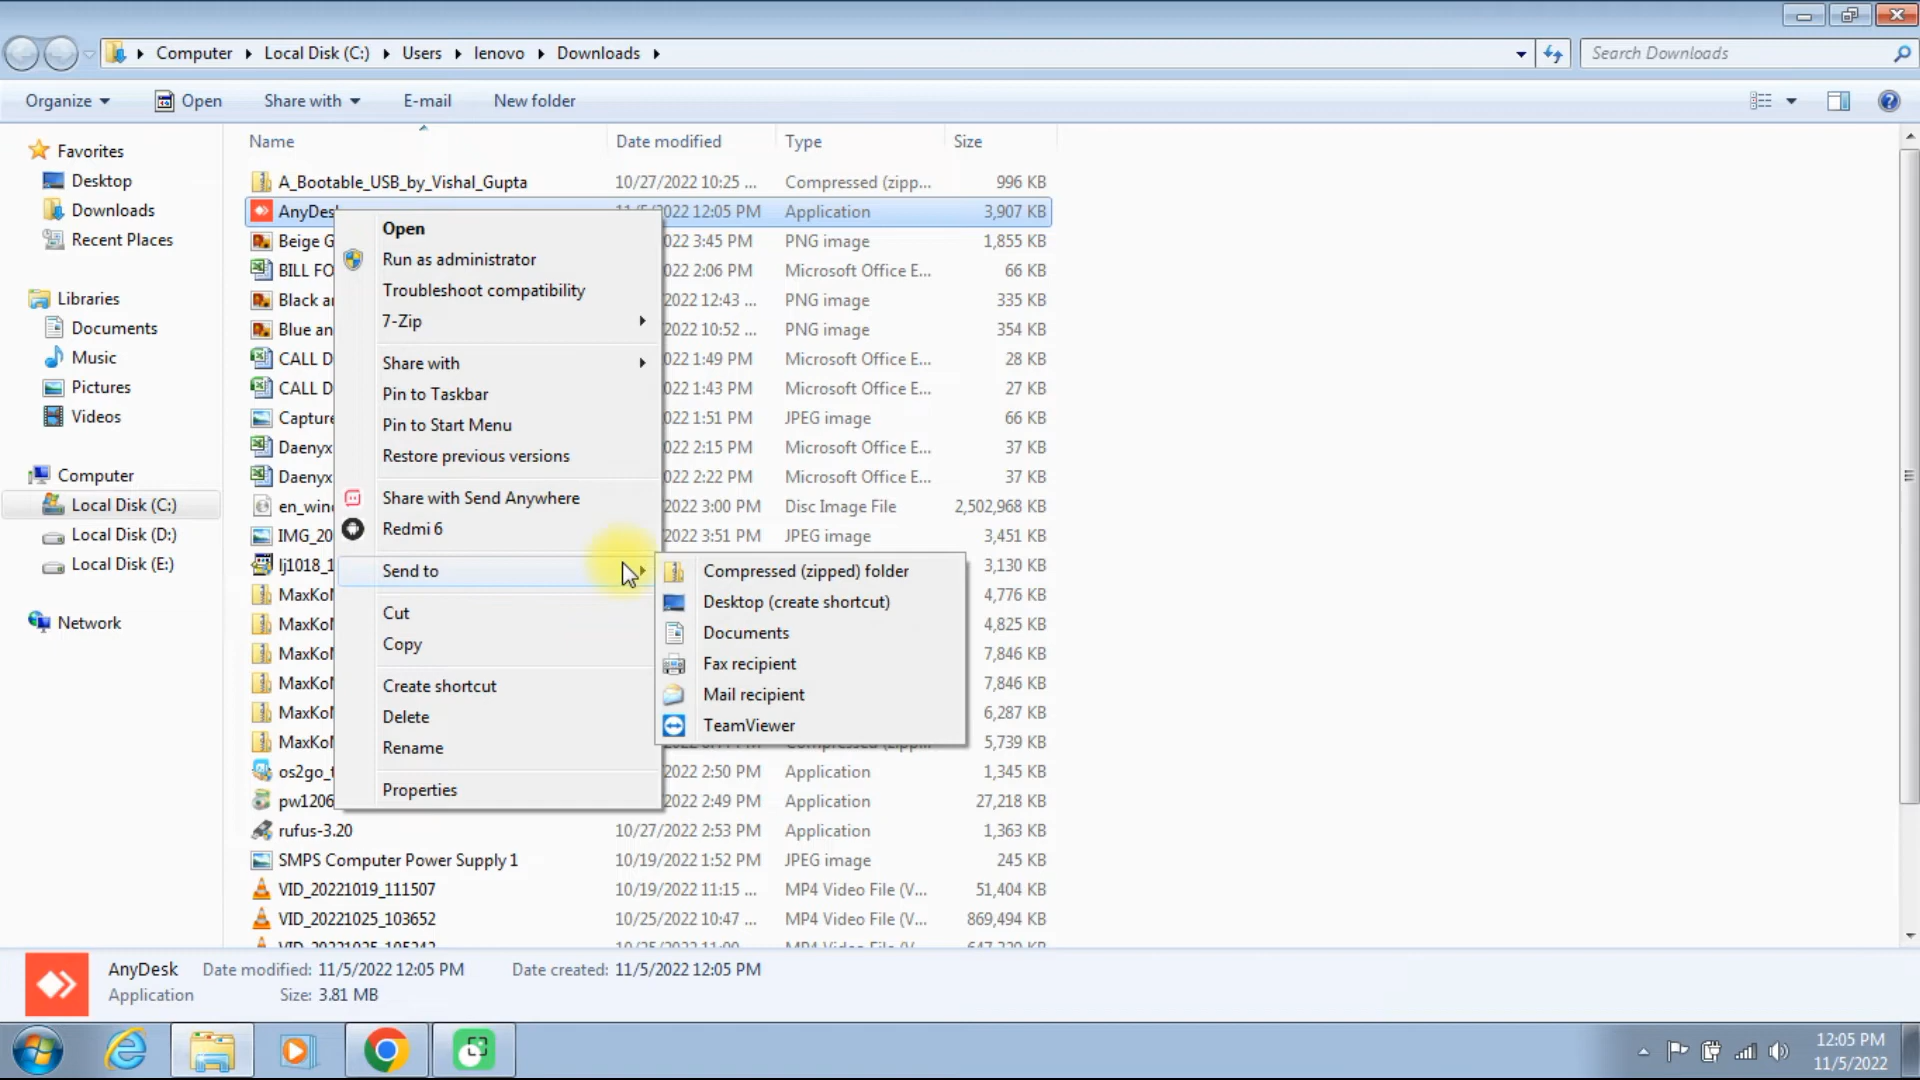 Computer Local Disk (C:) Users lenovo Downloads
Search Downloads
Organize Open Share with E-mail New folder
Name Date modified Type Size
Favorites
Desktop
Downloads
Recent Places
Libraries
Documents
Music
Pictures
Videos
Computer
Local Disk (C:)
Local Disk (D:)
Local Disk (E:)
Network
A_Bootable_USB_by_Vishal_Gupta 10/27/2022 10:25 ... Compressed (zipp... 996 KB
12:05 PM Application 3,907 KB
Beige G 022 3:45 PM PNG image 1,855 KB
BILL FO 022 2:06 PM Microsoft Office E... 66 KB
Black a 2022 12:43 ... PNG image 335 KB
Blue an 2022 10:52 ... PNG image 354 KB
CALL D 022 1:49 PM Microsoft Office E... 28 KB
CALL D 022 1:43 PM Microsoft Office E... 27 KB
Capture 022 1:51 PM JPEG image 66 KB
Daenyx 022 2:15 PM Microsoft Office E... 37 KB
Daenyx 022 2:22 PM Microsoft Office E... 37 KB
en_win 022 3:00 PM Disc Image File 2,502,968 KB
IMG_20 2022 3:51 PM JPEG image 3,451 KB
lj1018_1 3,130 KB
MaxKo 4,776 KB
MaxKo 4,825 KB
MaxKo 7,846 KB
MaxKo 7,846 KB
MaxKo 6,287 KB
MaxKo 5,739 KB
os2go_t 2022 2:50 PM Application 1,345 KB
pw1206 2022 2:49 PM Application 27,218 KB
rufus-3.20 10/27/2022 2:53 PM Application 1,363 KB
SMPS Computer Power Supply 1 10/19/2022 1:52 PM JPEG image 245 KB
VID_20221019_111507 10/19/2022 11:15 ... MP4 Video File (V... 51,404 KB
VID_20221025_103652 10/25/2022 10:47 ... MP4 Video File (V... 869,494 KB
Open
Run as administrator
Troubleshoot compatibility
7-Zip
Share with
Pin to Taskbar
Pin to Start Menu
Restore previous versions
Share with Send Anywhere
Redmi 6
Send to
Cut
Copy
Create shortcut
Delete
Rename
Properties
Compressed (zipped) folder
Desktop (create shortcut)
Documents
Fax recipient
Mail recipient
TeamViewer
AnyDesk Date modified: 11/5/2022 12:05 PM Date created: 11/5/2022 12:05 PM
Application Size: 3.81 MB
12:05 PM
11/5/2022